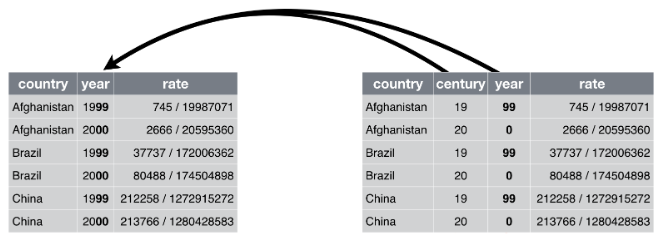 country year rate
Afghanistan 1999 745 / 19987071
Afghanistan 2000 2666 / 20595360
Brazil 1999 37737 / 172006362
Brazil 2000 80488 / 174504898
China 1999 212258 / 1272915272
China 2000 213766 / 1280428583
country century year rate
Afghanistan 19 99 745 / 19987071
Afghanistan 20 0 2666 / 20595360
Brazil 19 99 37737 / 172006362
Brazil 20 0 80488 / 174504898
China 19 99 212258 / 1272915272
China 20 0 213766 / 1280428583